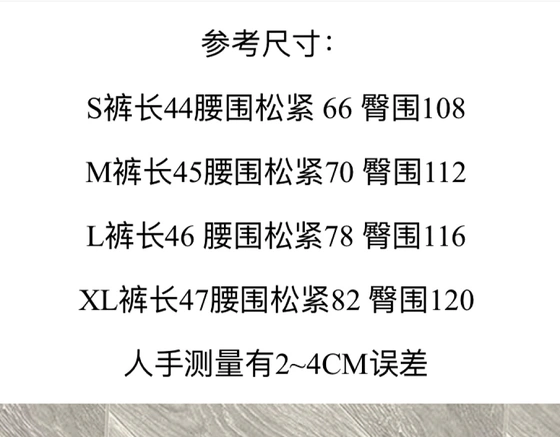 参考尺寸：
S裤长44腰围松紧 66 臀围108
M裤长45腰围松紧70 臀围112
L裤长46 腰围松紧78 臀围116
XL裤长47腰围松紧82 臀围120
人手测量有2~4CM误差